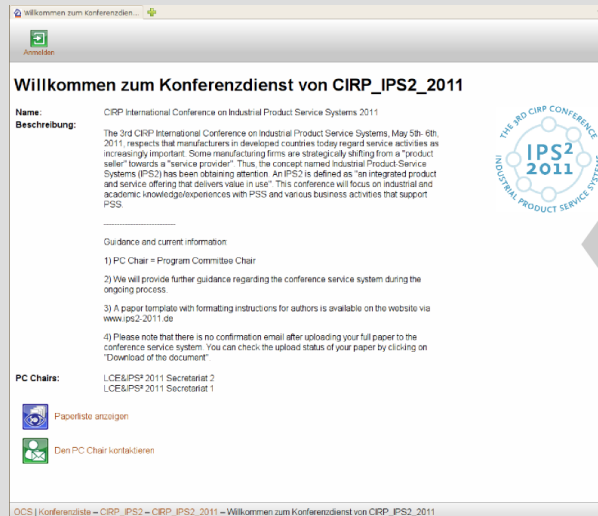 Willkommen zum Konferenzdien...
Anmelden
Willkommen zum Konferenzdienst von CIRP_IPS2_2011
Name: CIRP International Conference on Industrial Product Service Systems 2011
Beschreibung:
The 3rd CIRP International Conference on Industrial Product Service Systems, May 5th- 6th,
2011, respects that manufacturers in developed countries today regard service activities as
increasingly important. Some manufacturing firms are strategically shifting from a "product
seller" towards a "service provider". Thus, the concept named Industrial Product-Service
Systems (IPS2) has been obtaining attention. An IPS2 is defined as "an integrated product
and service offering that delivers value in use". This conference will focus on industrial and
academic knowledge/experiences with PSS and various business activities that support
PSS.
----------------------------
Guidance and current information:
1) PC Chair = Program Committee Chair
2) We will provide further guidance regarding the conference service system during the
ongoing process.
3) A paper template with formatting instructions for authors is available on the website via
www.ips2-2011.de
4) Please note that there is no confirmation email after uploading your full paper to the
conference service system. You can check the upload status of your paper by clicking on
"Download of the document".
PC Chairs: LCE&IPS² 2011 Secretariat 2
LCE&IPS² 2011 Secretariat 1
Paperliste anzeigen
Den PC Chair kontaktieren
THE 3RD CIRP CONFERENCE
IPS²
2011
INDUSTRIAL PRODUCT SERVICE SYSTEMS
OCS | Konferenzliste – CIRP_IPS2 – CIRP_IPS2_2011 – Willkommen zum Konferenzdienst von CIRP_IPS2_2011